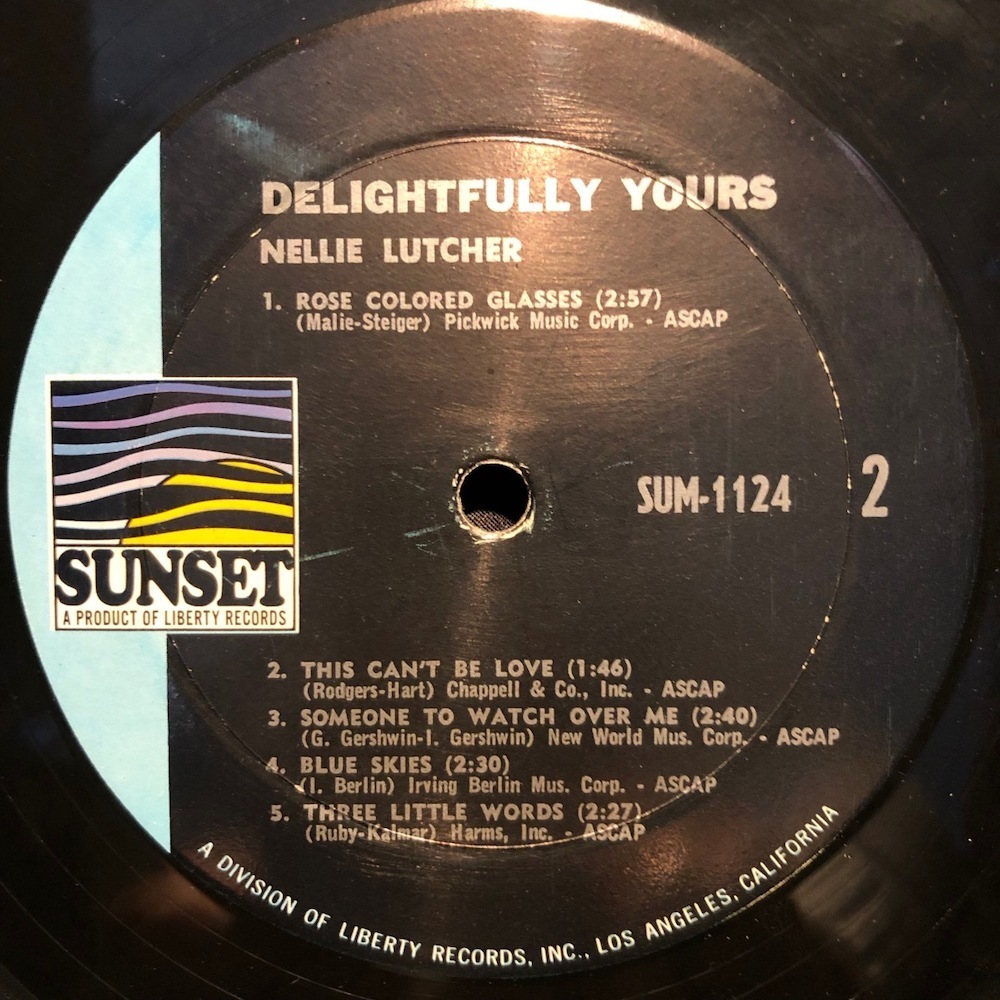 DELIGHTFULLY YOURS
NELLIE LUTCHER
1. ROSE COLORED GLASSES (2:57)
(Malie-Steiger) Pickwick Music Corp. - ASCAP
SUM-1124
2
SUNSET
A PRODUCT OF LIBERTY RECORDS
2. THIS CAN'T BE LOVE (1:46)
(Rodgers-Hart) Chappell & Co., Inc. - ASCAP
3. SOMEONE TO WATCH OVER ME (2:40)
(G. Gershwin-I. Gershwin) New World Mus. Corp. - ASCAP
4. BLUE SKIES (2:30)
(I. Berlin) Irving Berlin Mus. Corp. - ASCAP
5. THREE LITTLE WORDS (2:27)
(Ruby-Kalmar) Harms, Inc. - ASCAP
A DIVISION OF LIBERTY RECORDS, INC., LOS ANGELES, CALIFORNIA